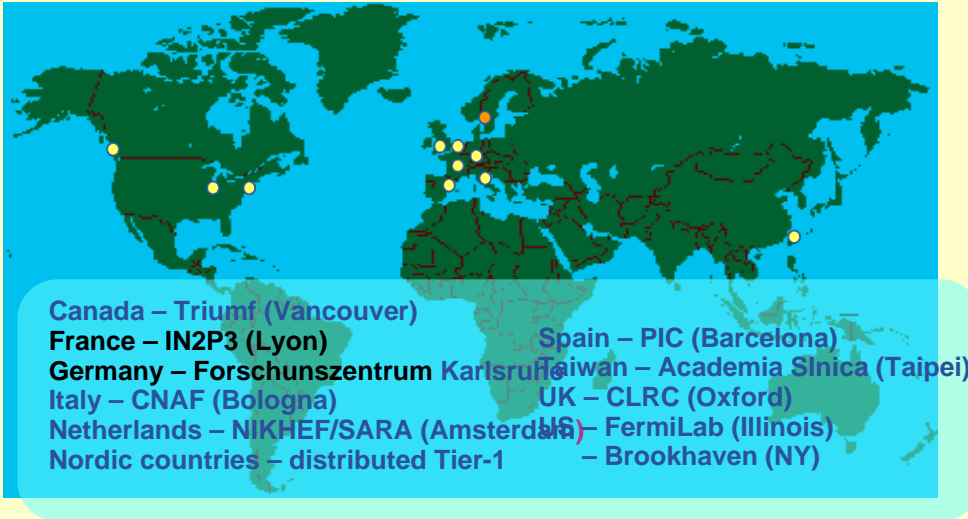 Canada – Triumf (Vancouver)
France – IN2P3 (Lyon)
Germany – Forschunszentrum Karlsruhe
Italy – CNAF (Bologna)
Netherlands – NIKHEF/SARA (Amsterdam)
Nordic countries – distributed Tier-1
Spain – PIC (Barcelona)
Taiwan – Academia SInica (Taipei)
UK – CLRC (Oxford)
US – FermiLab (Illinois)
– Brookhaven (NY)